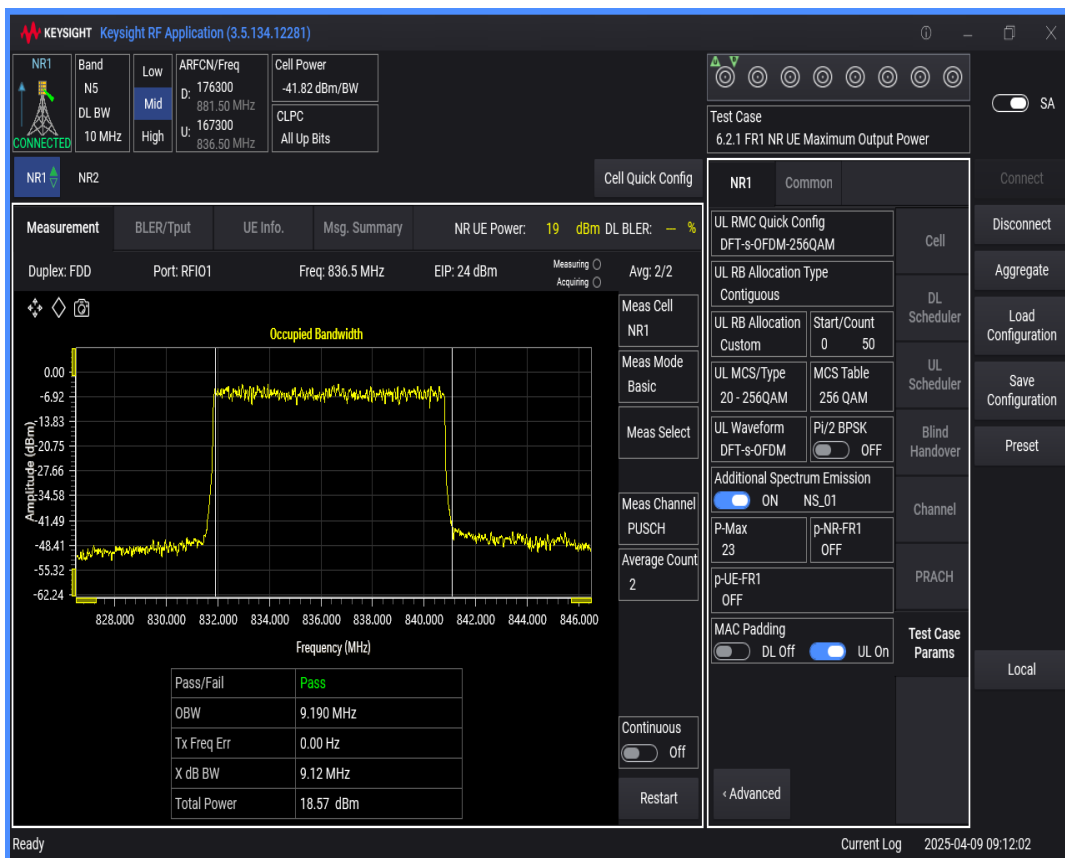 KEYSIGHT Keysight RF Application (3.5.134.12281)
NR1
CONNECTED
Band
N5
DL BW
10 MHz
Low
Mid
High
ARFCN/Freq
D: 176300
881.50 MHz
U: 167300
836.50 MHz
Cell Power
-41.82 dBm/BW
CLPC
All Up Bits
Test Case
6.2.1 FR1 NR UE Maximum Output Power
SA
NR1 NR2 Cell Quick Config
Measurement BLER/Tput UE Info. Msg. Summary NR UE Power: 19 dBm DL BLER: — %
Duplex: FDD Port: RFIO1 Freq: 836.5 MHz EIP: 24 dBm Measuring Acquiring Avg: 2/2
Occupied Bandwidth
Amplitude (dBm)
0.00
-6.92
-13.83
-20.75
-27.66
-34.58
-41.49
-48.41
-55.32
-62.24
828.000 830.000 832.000 834.000 836.000 838.000 840.000 842.000 844.000 846.000
Frequency (MHz)
Pass/Fail Pass
OBW 9.190 MHz
Tx Freq Err 0.00 Hz
X dB BW 9.12 MHz
Total Power 18.57 dBm
Meas Cell
NR1
Meas Mode
Basic
Meas Select
Meas Channel
PUSCH
Average Count
2
Continuous
Off
Restart
NR1 Common
UL RMC Quick Config
DFT-s-OFDM-256QAM
UL RB Allocation Type
Contiguous
UL RB Allocation
Custom
Start/Count
0 50
UL MCS/Type
20 - 256QAM
MCS Table
256 QAM
UL Waveform
DFT-s-OFDM
Pi/2 BPSK
OFF
Additional Spectrum Emission
ON NS_01
P-Max
23
p-NR-FR1
OFF
p-UE-FR1
OFF
MAC Padding
DL Off UL On
‹ Advanced
Cell
DL
Scheduler
UL
Scheduler
Blind
Handover
Channel
PRACH
Test Case
Params
Connect
Disconnect
Aggregate
Load
Configuration
Save
Configuration
Preset
Local
Ready Current Log 2025-04-09 09:12:02